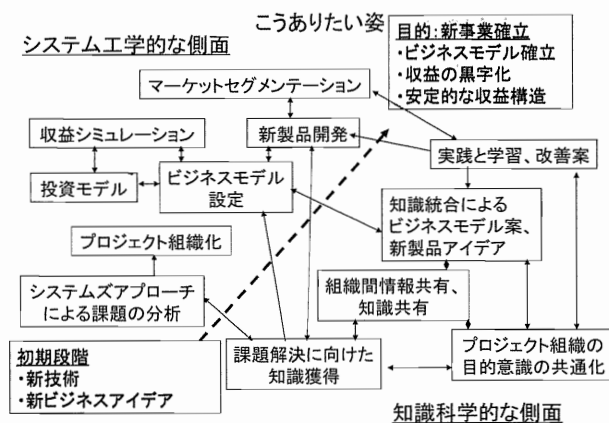 こうありたい姿
システム工学的な側面
目的：新事業確立
・ビジネスモデル確立
・収益の黒字化
・安定的な収益構造
マーケットセグメンテーション
収益シミュレーション
新製品開発
実践と学習、改善案
投資モデル
ビジネスモデル
設定
知識統合による
ビジネスモデル案、
新製品アイデア
プロジェクト組織化
システムズアプローチ
による課題の分析
組織間情報共有、
知識共有
初期段階
・新技術
・新ビジネスアイデア
課題解決に向けた
知識獲得
プロジェクト組織の
目的意識の共通化
知識科学的な側面